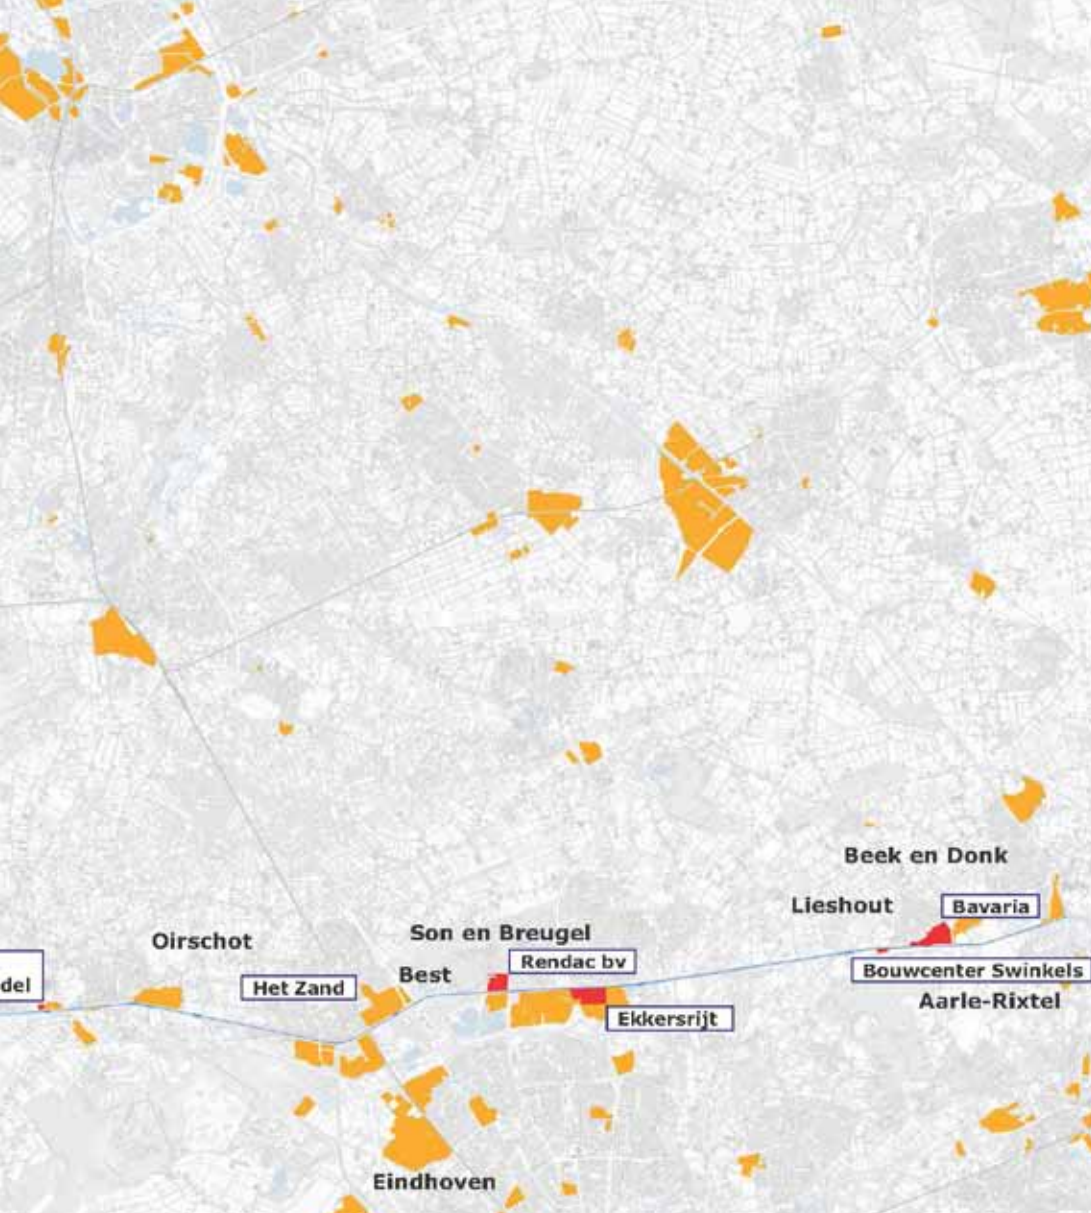 Beek en Donk
Lieshout
Bavaria
Son en Breugel
Oirschot
Rendac bv
Bouwcenter Swinkels
Best
del
Het Zand
Aarle-Rixtel
Ekkersrijt
Eindhoven